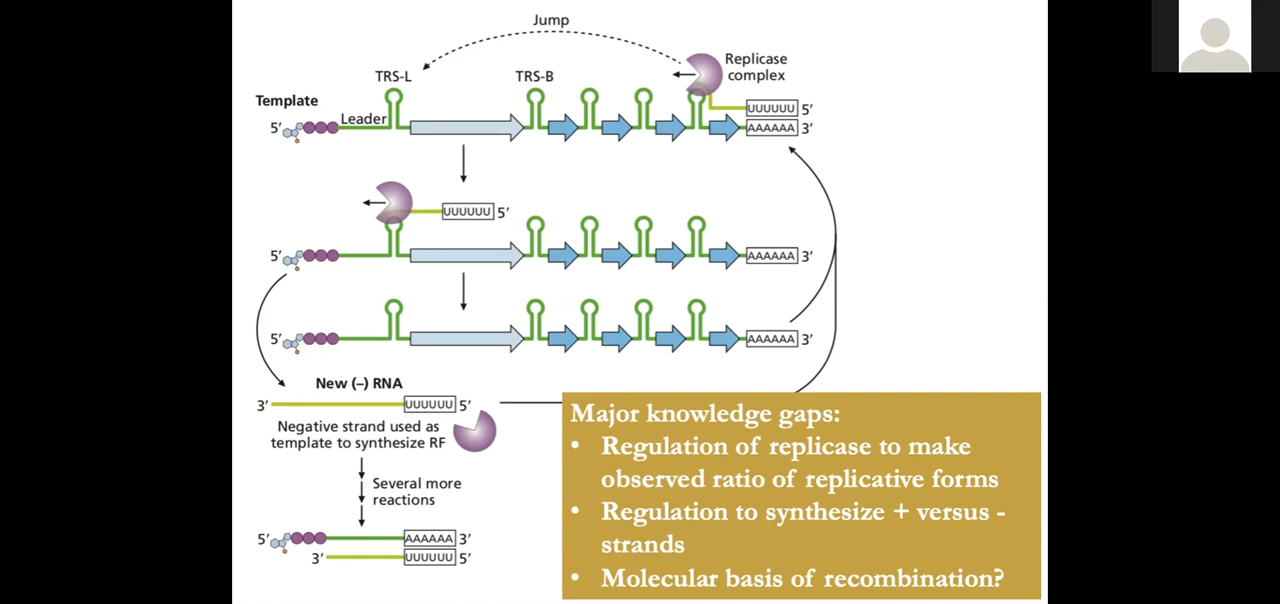 Jump
TRS-L
TRS-B
Replicase
complex
Template
Leader
UUUUUU 5′
5′
AAAAAA 3′
UUUUUU 5′
5′
AAAAAA 3′
5′
AAAAAA 3′
New (–) RNA
3′
UUUUUU 5′
Negative strand used as
template to synthesize RF
Several more
reactions
5′
AAAAAA 3′
3′
UUUUUU 5′
Major knowledge gaps:
• Regulation of replicase to make
observed ratio of replicative forms
• Regulation to synthesize + versus -
strands
• Molecular basis of recombination?